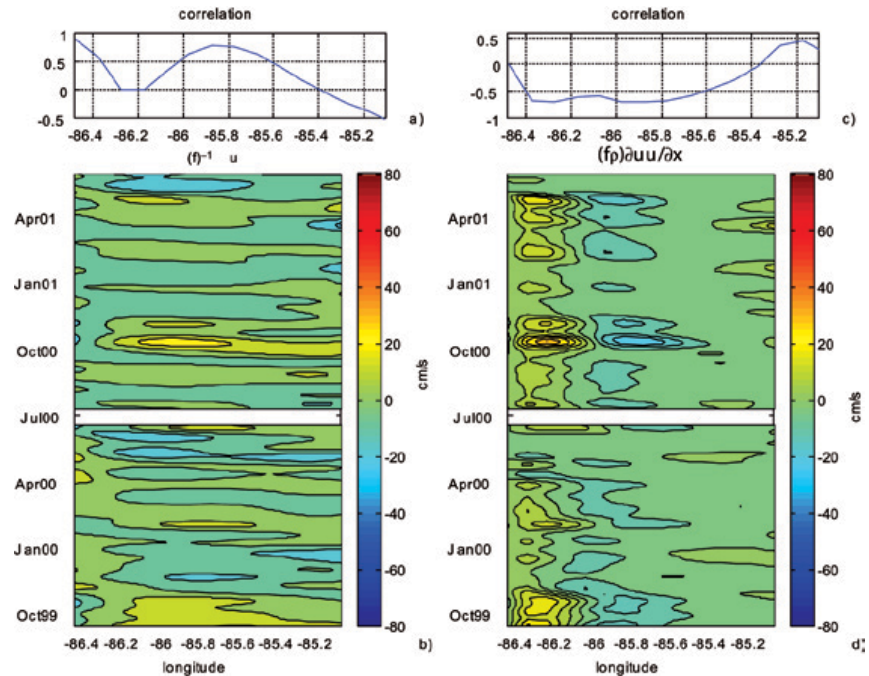 correlation
1
0.5
0
-0.5
-86.4 -86.2 -86 -85.8 -85.6 -85.4 -85.2
a)
(f)⁻¹ u
80
60
40
20
0
-20
-40
-60
-80
cm/s
Apr01
Jan01
Oct00
Jul00
Apr00
Jan00
Oct99
-86.4 -86.2 -86 -85.8 -85.6 -85.4 -85.2
b)
longitude
correlation
0.5
0
-0.5
-1
-86.4 -86.2 -86 -85.8 -85.6 -85.4 -85.2
c)
(fρ)∂uu/∂x
80
60
40
20
0
-20
-40
-60
-80
cm/s
Apr01
Jan01
Oct00
Jul00
Apr00
Jan00
Oct99
-86.4 -86.2 -86 -85.8 -85.6 -85.4 -85.2
d)
longitude